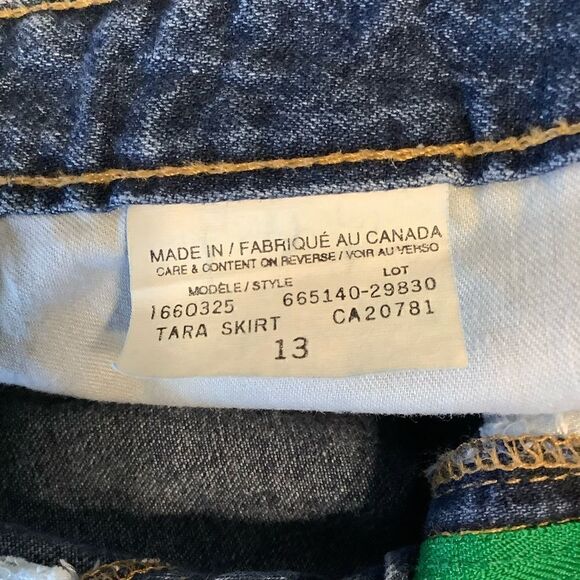 MADE IN / FABRIQUÉ AU CANADA
CARE & CONTENT ON REVERSE / VOIR AU VERSO
MODÈLE / STYLE LOT
1660325 665140-29830
TARA SKIRT CA20781
13